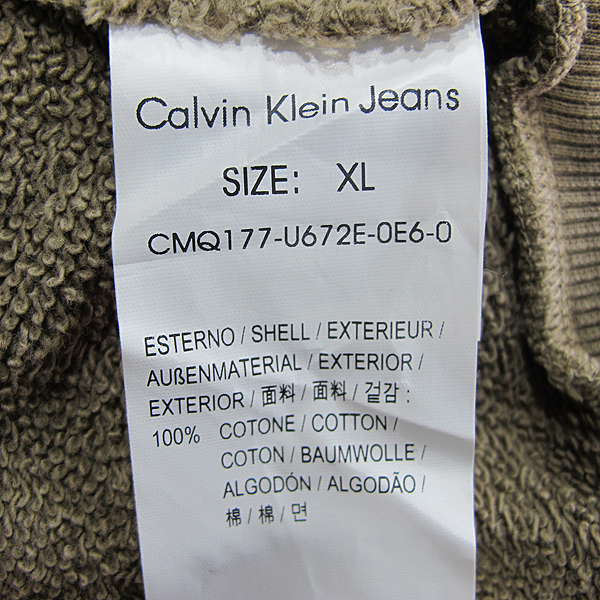 Calvin Klein Jeans
SIZE: XL
CMQ177-U672E-0E6-0
ESTERNO / SHELL / EXTERIEUR /
AUßENMATERIAL / EXTERIOR /
EXTERIOR / 面料 / 面料 / 겉감 :
100% COTONE / COTTON /
COTON / BAUMWOLLE /
ALGODÓN / ALGODÃO /
棉 / 棉 / 면